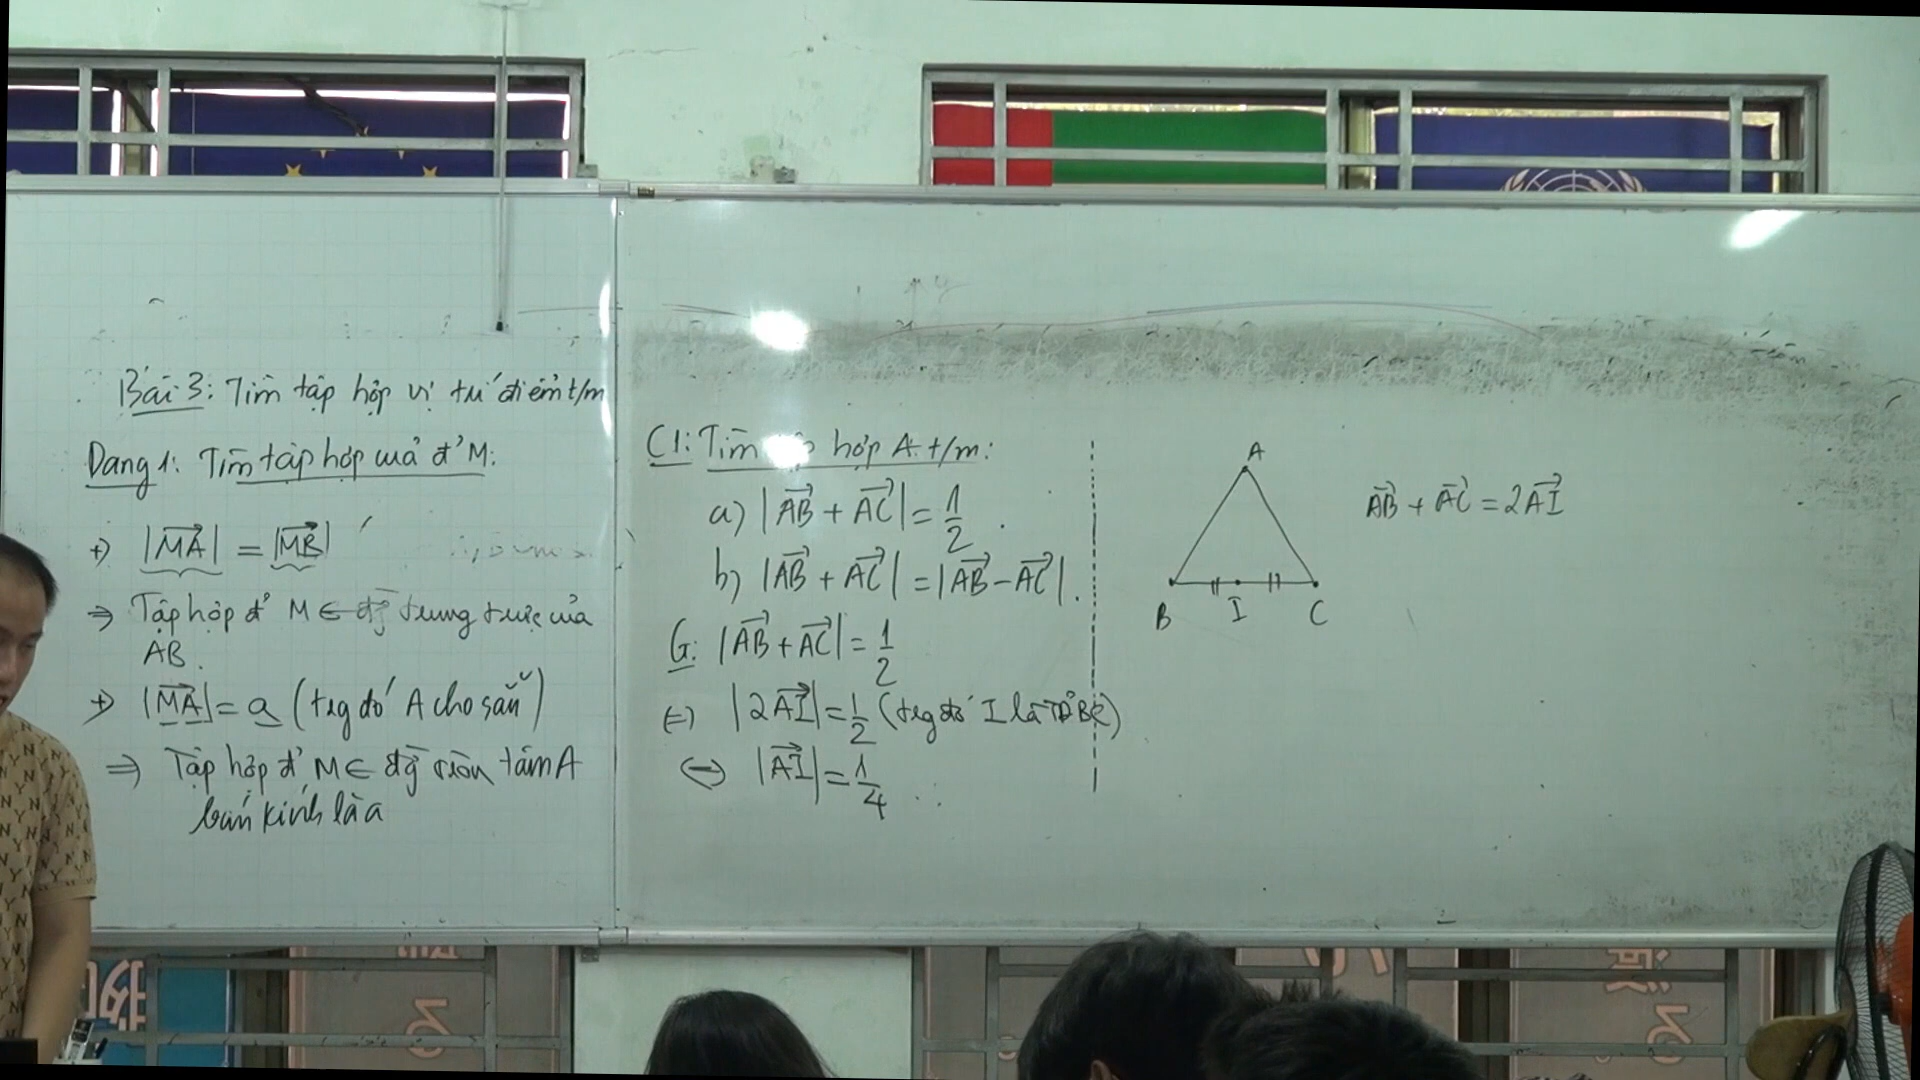 Bài 3: Tìm tập hợp vị trí điểm t/m
Dạng 1: Tìm tập hợp của đ' M:
+) |MA→| = |MB→|
⇒ Tập hợp đ' M ∈ đg trung trực của
AB.
+) |MA→| = a (trg đó A cho sẵn)
⇒ Tập hợp đ' M ∈ đg tròn tâm A
bán kính là a
C1: Tìm hợp A t/m:
a) |AB→ + AC→| = 1/2.
b) |AB→ + AC→| = |AB→ - AC→|.
G: |AB→ + AC→| = 1/2
⇔ |2AI→| = 1/2 (trg đó I là TĐ BC)
⇔ |AI→| = 1/4
A
B I C
AB→ + AC→ = 2AI→